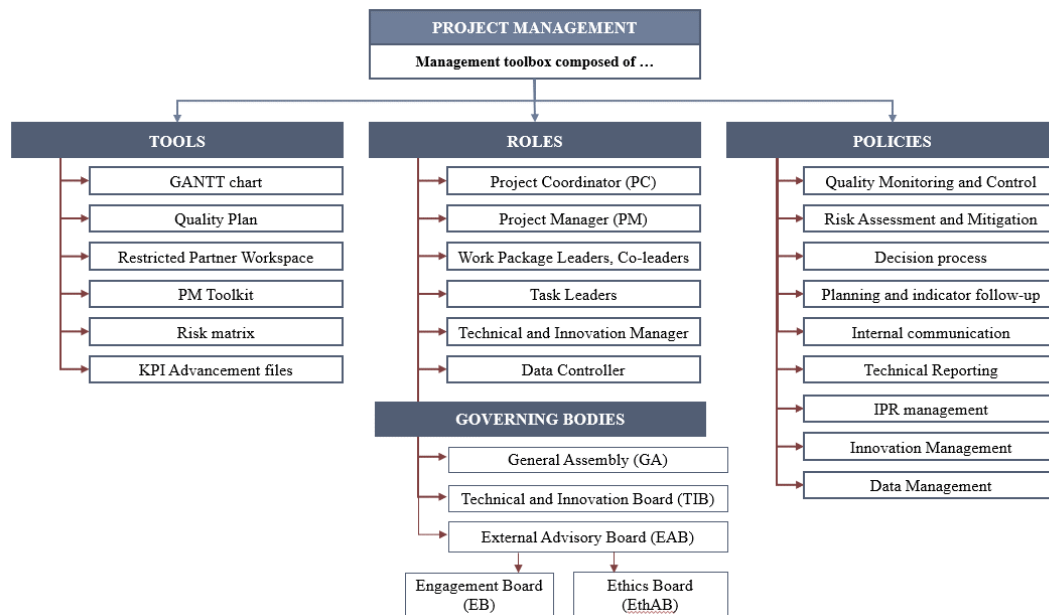 PROJECT MANAGEMENT
Management toolbox composed of …
TOOLS
GANTT chart
Quality Plan
Restricted Partner Workspace
PM Toolkit
Risk matrix
KPI Advancement files
ROLES
Project Coordinator (PC)
Project Manager (PM)
Work Package Leaders, Co-leaders
Task Leaders
Technical and Innovation Manager
Data Controller
GOVERNING BODIES
General Assembly (GA)
Technical and Innovation Board (TIB)
External Advisory Board (EAB)
Engagement Board
(EB)
Ethics Board
(EthAB)
POLICIES
Quality Monitoring and Control
Risk Assessment and Mitigation
Decision process
Planning and indicator follow-up
Internal communication
Technical Reporting
IPR management
Innovation Management
Data Management